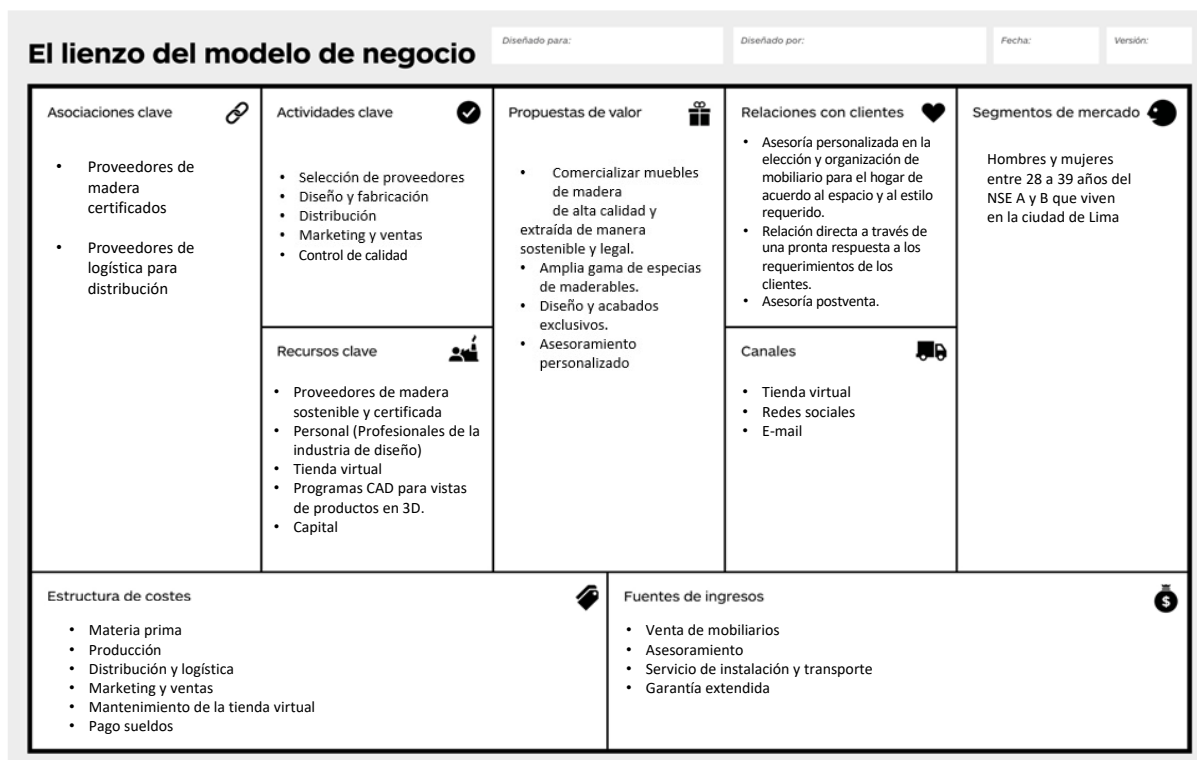 El lienzo del modelo de negocio
Diseñado para:
Diseñado por:
Fecha:
Versión:
Asociaciones clave
• Proveedores de
madera
certificados
• Proveedores de
logística para
distribución
Actividades clave
• Selección de proveedores
• Diseño y fabricación
• Distribución
• Marketing y ventas
• Control de calidad
Recursos clave
• Proveedores de madera
sostenible y certificada
• Personal (Profesionales de la
industria de diseño)
• Tienda virtual
• Programas CAD para vistas
de productos en 3D.
• Capital
Propuestas de valor
• Comercializar muebles
de madera
de alta calidad y
extraída de manera
sostenible y legal.
• Amplia gama de especias
de maderables.
• Diseño y acabados
exclusivos.
• Asesoramiento
personalizado
Relaciones con clientes
• Asesoría personalizada en la
elección y organización de
mobiliario para el hogar de
acuerdo al espacio y al estilo
requerido.
• Relación directa a través de
una pronta respuesta a los
requerimientos de los
clientes.
• Asesoría postventa.
Canales
• Tienda virtual
• Redes sociales
• E-mail
Segmentos de mercado
Hombres y mujeres
entre 28 a 39 años del
NSE A y B que viven
en la ciudad de Lima
Estructura de costes
• Materia prima
• Producción
• Distribución y logística
• Marketing y ventas
• Mantenimiento de la tienda virtual
• Pago sueldos
Fuentes de ingresos
$
• Venta de mobiliarios
• Asesoramiento
• Servicio de instalación y transporte
• Garantía extendida